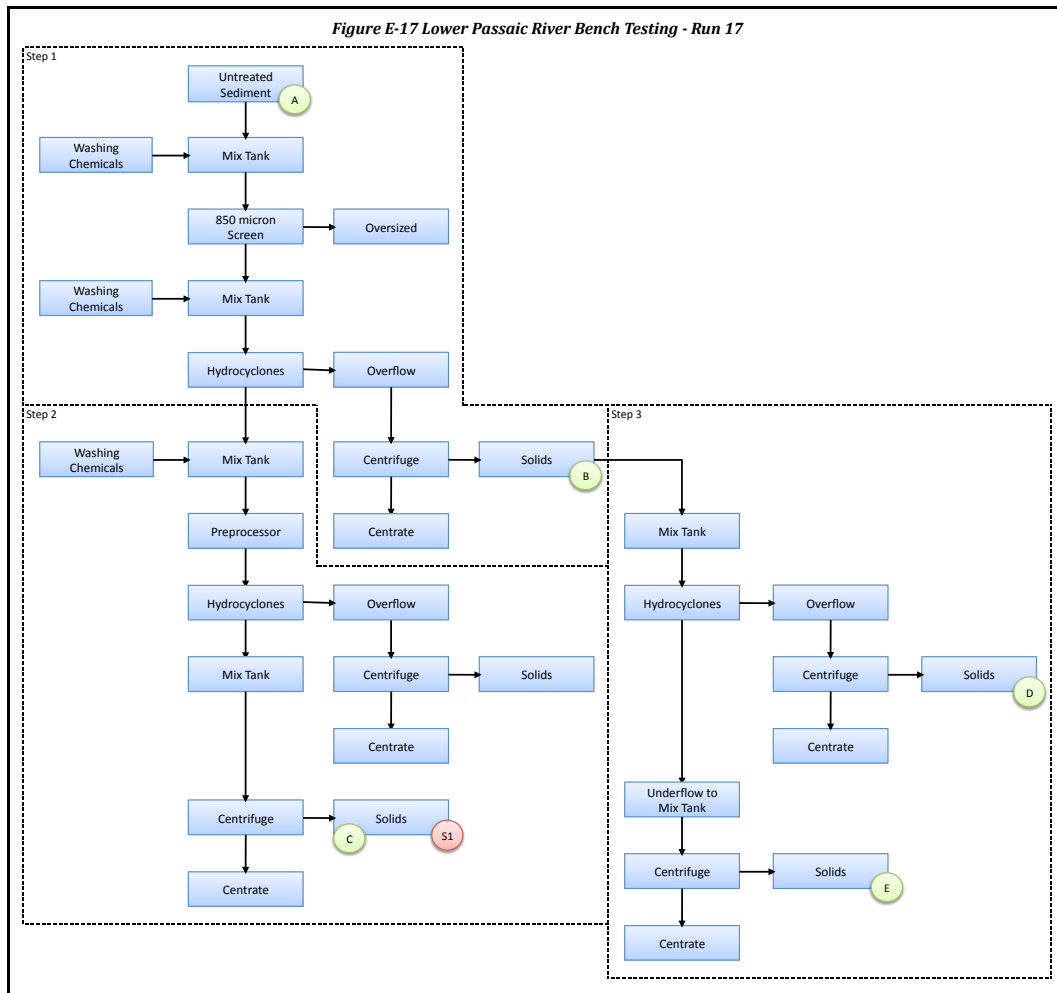 Figure E-17 Lower Passaic River Bench Testing - Run 17
Step 1
Untreated
Sediment
A
Washing
Chemicals
Mix Tank
850 micron
Screen
Oversized
Washing
Chemicals
Mix Tank
Hydrocyclones
Overflow
Centrifuge
Solids
B
Centrate
Step 2
Washing
Chemicals
Mix Tank
Preprocessor
Hydrocyclones
Overflow
Mix Tank
Centrifuge
Solids
Centrate
Centrifuge
Solids
C
S1
Centrate
Step 3
Mix Tank
Hydrocyclones
Overflow
Centrifuge
Solids
D
Centrate
Underflow to
Mix Tank
Centrifuge
Solids
E
Centrate